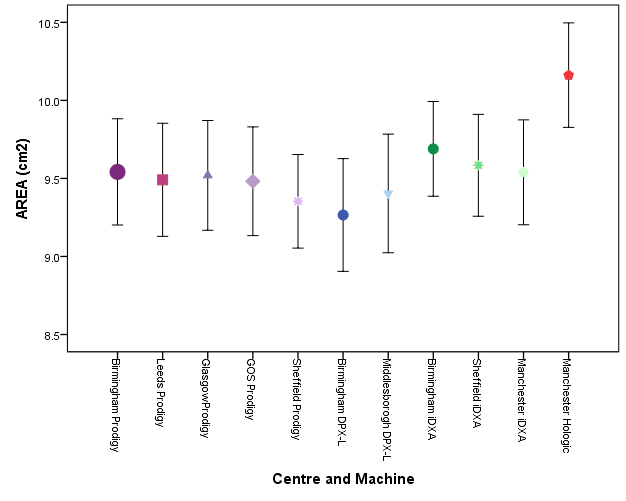 10.5
10.0
9.5
9.0
8.5
AREA (cm2)
Birmingham Prodigy
Leeds Prodigy
GlasgowProdigy
GOS Prodigy
Sheffield Prodigy
Birmingham DPX-L
Middlesborogh DPX-L
Birmingham iDXA
Sheffield iDXA
Manchester iDXA
Manchester Hologic
Centre and Machine